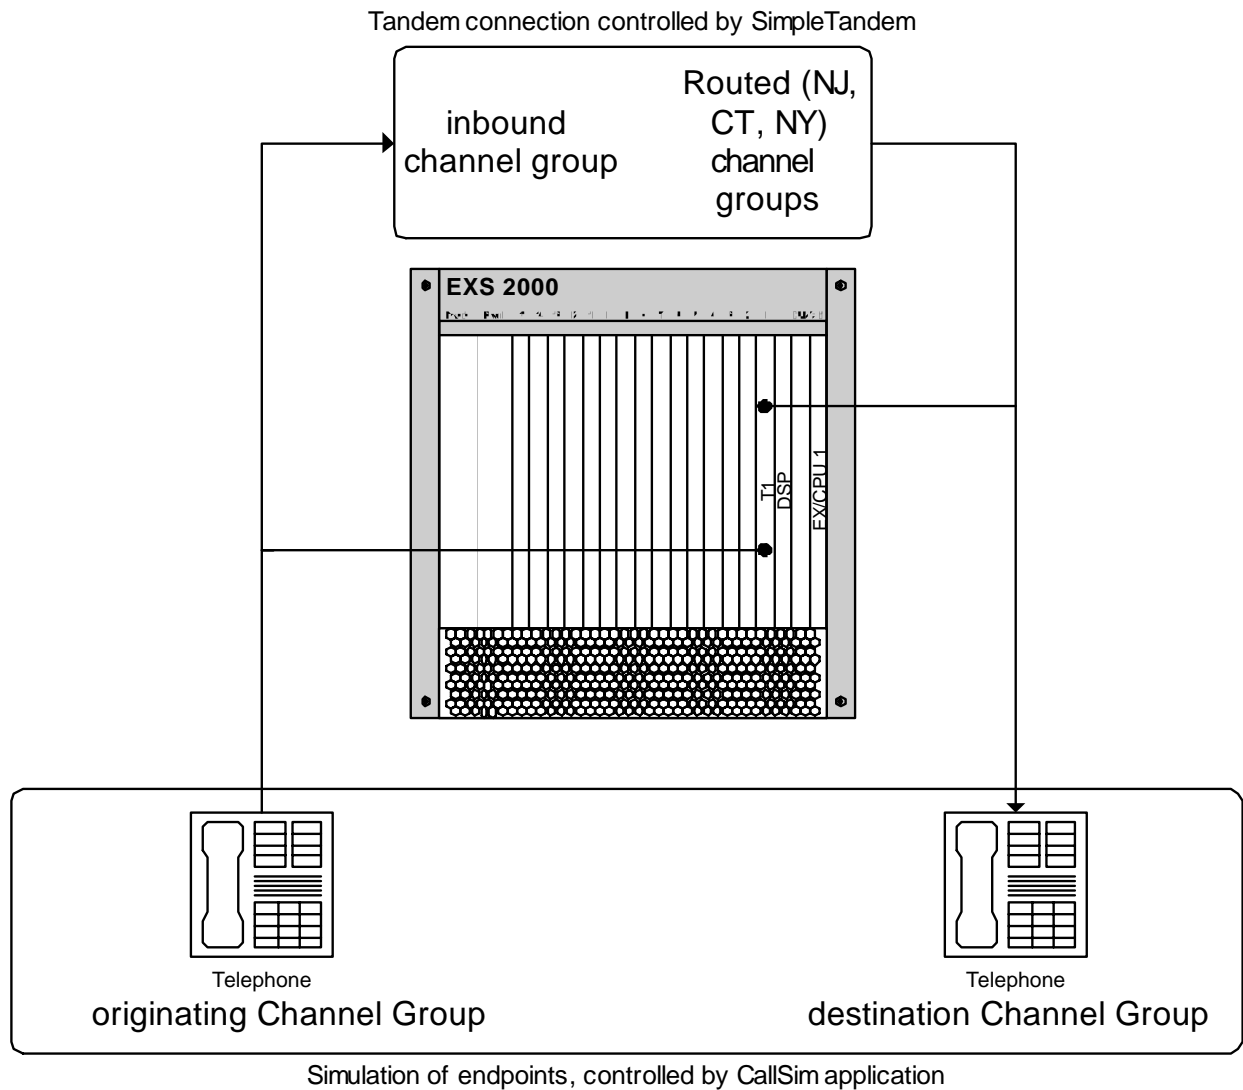 Tandem connection controlled by SimpleTandem
inbound
channel group
Routed (NJ,
CT, NY)
channel
groups
EXS 2000
T1
DSP
EX/CPU 1
Telephone
originating Channel Group
Telephone
destination Channel Group
Simulation of endpoints, controlled by CallSim application